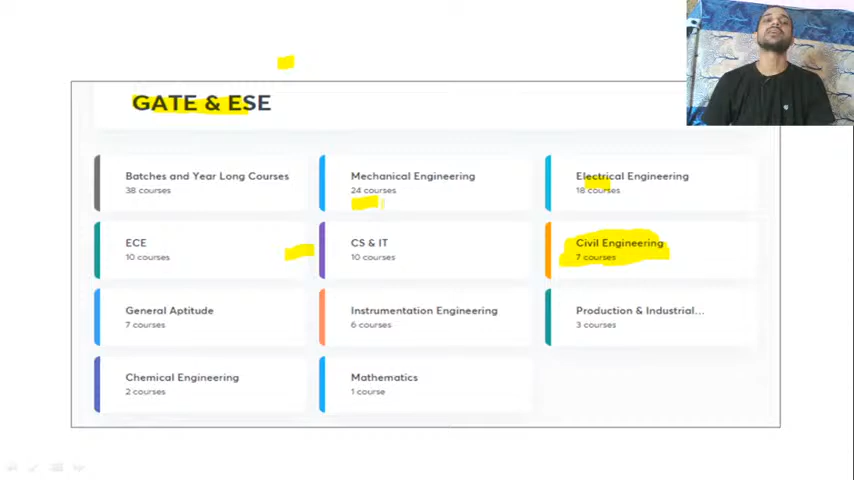 GATE & ESE
Batches and Year Long Courses
38 courses
Mechanical Engineering
24 courses
Electrical Engineering
18 courses
ECE
10 courses
CS & IT
10 courses
Civil Engineering
7 courses
General Aptitude
7 courses
Instrumentation Engineering
6 courses
Production & Industrial...
3 courses
Chemical Engineering
2 courses
Mathematics
1 course